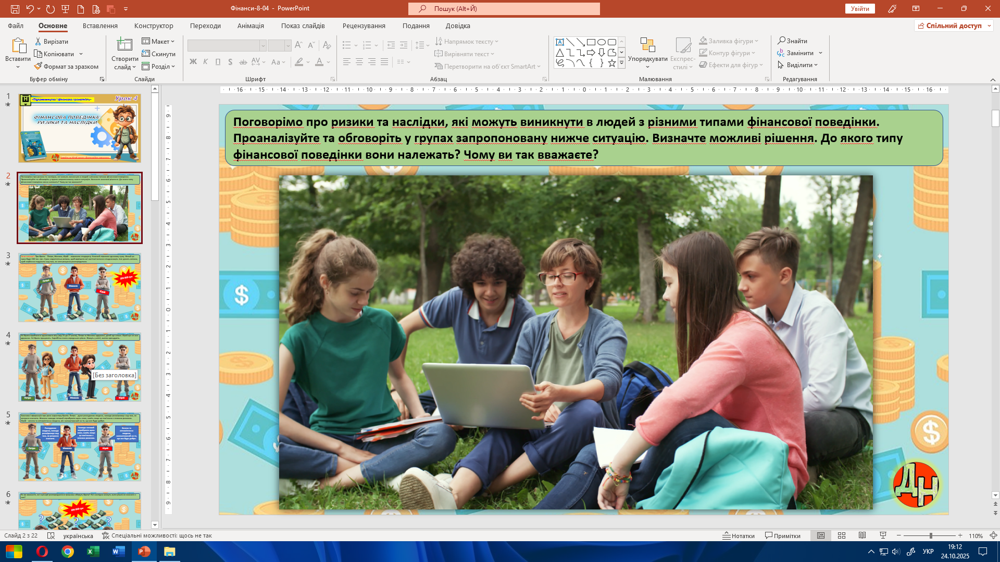 Фінанси-8-04 - PowerPoint
Пошук (Alt+Й)
Увійти
Файл
Основне
Вставлення
Конструктор
Переходи
Анімація
Показ слайдів
Рецензування
Подання
Довідка
Спільний доступ
Вставити
Вирізати
Копіювати
Формат за зразком
Буфер обміну
Створити слайд
Макет
Скинути
Розділ
Слайди
Шрифт
Напрямок тексту
Вирівняти текст
Перетворити на об'єкт SmartArt
Абзац
Упорядкувати
Експрес-стилі
Заливка фігури
Контур фігури
Ефекти для фігур
Малювання
Знайти
Замінити
Виділити
Редагування
1
«Підприємництво і фінансова грамотність»
Урок 4
ФІНАНСОВА ПОВЕДІНКА:
РИЗИКИ ТА НАСЛІДКИ
2
3
Петро
Микола
Юрій
200 000 грн
4
[Без заголовка]
Петро
Микола
Юрій
5
Петро
Микола
Юрій
6
200 000 грн
Поговорімо про ризики та наслідки, які можуть виникнути в людей з різними типами фінансової поведінки.
Проаналізуйте та обговоріть у групах запропоновану нижче ситуацію. Визначте можливі рішення. До якого типу
фінансової поведінки вони належать? Чому ви так вважаєте?
ДН
Слайд 2 з 22
українська
Спеціальні можливості: щось не так
Нотатки
Примітки
110%
УКР
19:12
24.10.2025